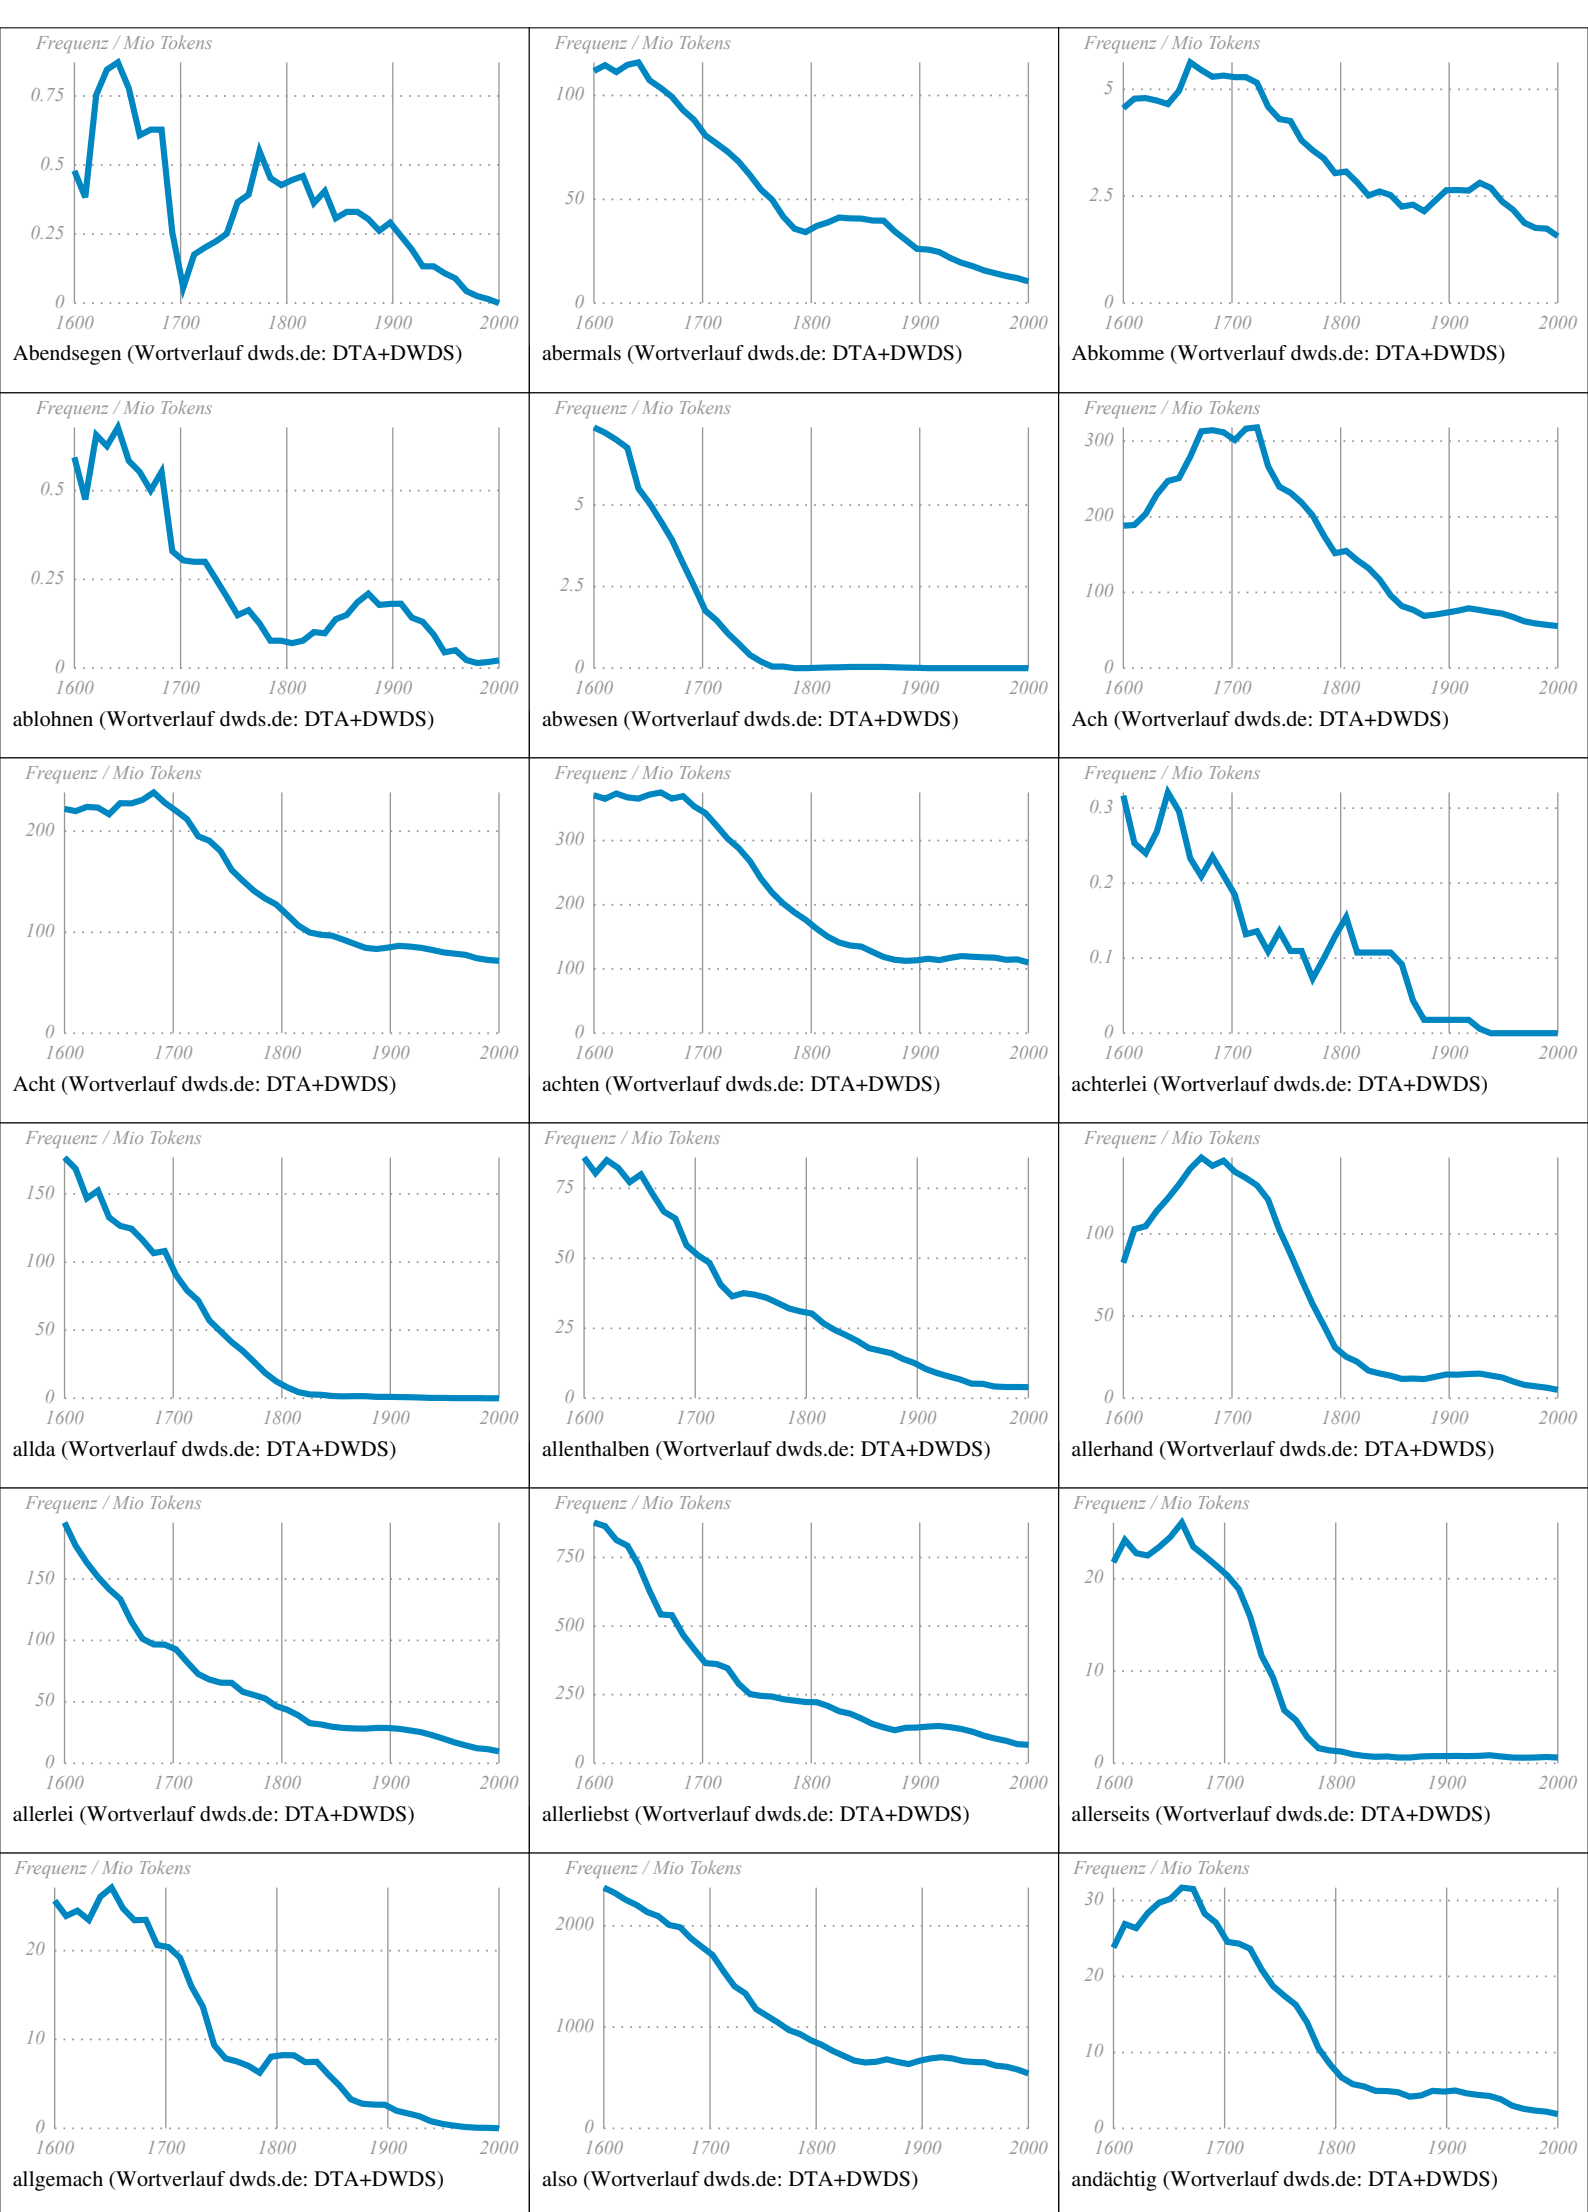 Frequenz / Mio Tokens
0.75
0.5
0.25
0
1600 1700 1800 1900 2000
Abendsegen (Wortverlauf dwds.de: DTA+DWDS)
Frequenz / Mio Tokens
100
50
0
1600 1700 1800 1900 2000
abermals (Wortverlauf dwds.de: DTA+DWDS)
Frequenz / Mio Tokens
5
2.5
0
1600 1700 1800 1900 2000
Abkomme (Wortverlauf dwds.de: DTA+DWDS)
Frequenz / Mio Tokens
0.5
0.25
0
1600 1700 1800 1900 2000
ablohnen (Wortverlauf dwds.de: DTA+DWDS)
Frequenz / Mio Tokens
5
2.5
0
1600 1700 1800 1900 2000
abwesen (Wortverlauf dwds.de: DTA+DWDS)
Frequenz / Mio Tokens
300
200
100
0
1600 1700 1800 1900 2000
Ach (Wortverlauf dwds.de: DTA+DWDS)
Frequenz / Mio Tokens
200
100
0
1600 1700 1800 1900 2000
Acht (Wortverlauf dwds.de: DTA+DWDS)
Frequenz / Mio Tokens
300
200
100
0
1600 1700 1800 1900 2000
achten (Wortverlauf dwds.de: DTA+DWDS)
Frequenz / Mio Tokens
0.3
0.2
0.1
0
1600 1700 1800 1900 2000
achterlei (Wortverlauf dwds.de: DTA+DWDS)
Frequenz / Mio Tokens
150
100
50
0
1600 1700 1800 1900 2000
allda (Wortverlauf dwds.de: DTA+DWDS)
Frequenz / Mio Tokens
75
50
25
0
1600 1700 1800 1900 2000
allenthalben (Wortverlauf dwds.de: DTA+DWDS)
Frequenz / Mio Tokens
100
50
0
1600 1700 1800 1900 2000
allerhand (Wortverlauf dwds.de: DTA+DWDS)
Frequenz / Mio Tokens
150
100
50
0
1600 1700 1800 1900 2000
allerlei (Wortverlauf dwds.de: DTA+DWDS)
Frequenz / Mio Tokens
750
500
250
0
1600 1700 1800 1900 2000
allerliebst (Wortverlauf dwds.de: DTA+DWDS)
Frequenz / Mio Tokens
20
10
0
1600 1700 1800 1900 2000
allerseits (Wortverlauf dwds.de: DTA+DWDS)
Frequenz / Mio Tokens
20
10
0
1600 1700 1800 1900 2000
allgemach (Wortverlauf dwds.de: DTA+DWDS)
Frequenz / Mio Tokens
2000
1000
0
1600 1700 1800 1900 2000
also (Wortverlauf dwds.de: DTA+DWDS)
Frequenz / Mio Tokens
30
20
10
0
1600 1700 1800 1900 2000
andächtig (Wortverlauf dwds.de: DTA+DWDS)